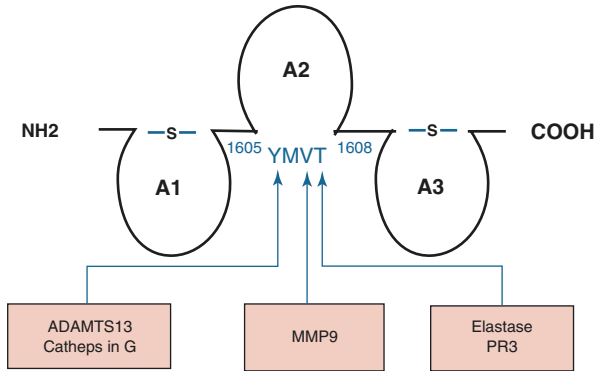 A2
NH2
S
S
COOH
1605 YMVT 1608
A1
A3
ADAMTS13
Catheps in G
MMP9
Elastase
PR3